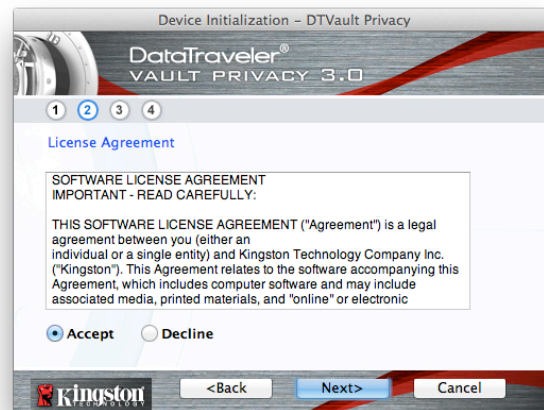 Device Initialization – DTVault Privacy
DataTraveler®
VAULT PRIVACY 3.0
1 2 3 4
License Agreement
SOFTWARE LICENSE AGREEMENT
IMPORTANT - READ CAREFULLY:
THIS SOFTWARE LICENSE AGREEMENT ("Agreement") is a legal
agreement between you (either an
individual or a single entity) and Kingston Technology Company Inc.
("Kingston"). This Agreement relates to the software accompanying this
Agreement, which includes computer software and may include
associated media, printed materials, and "online" or electronic
Accept Decline
Kingston
TECHNOLOGY
<Back Next> Cancel